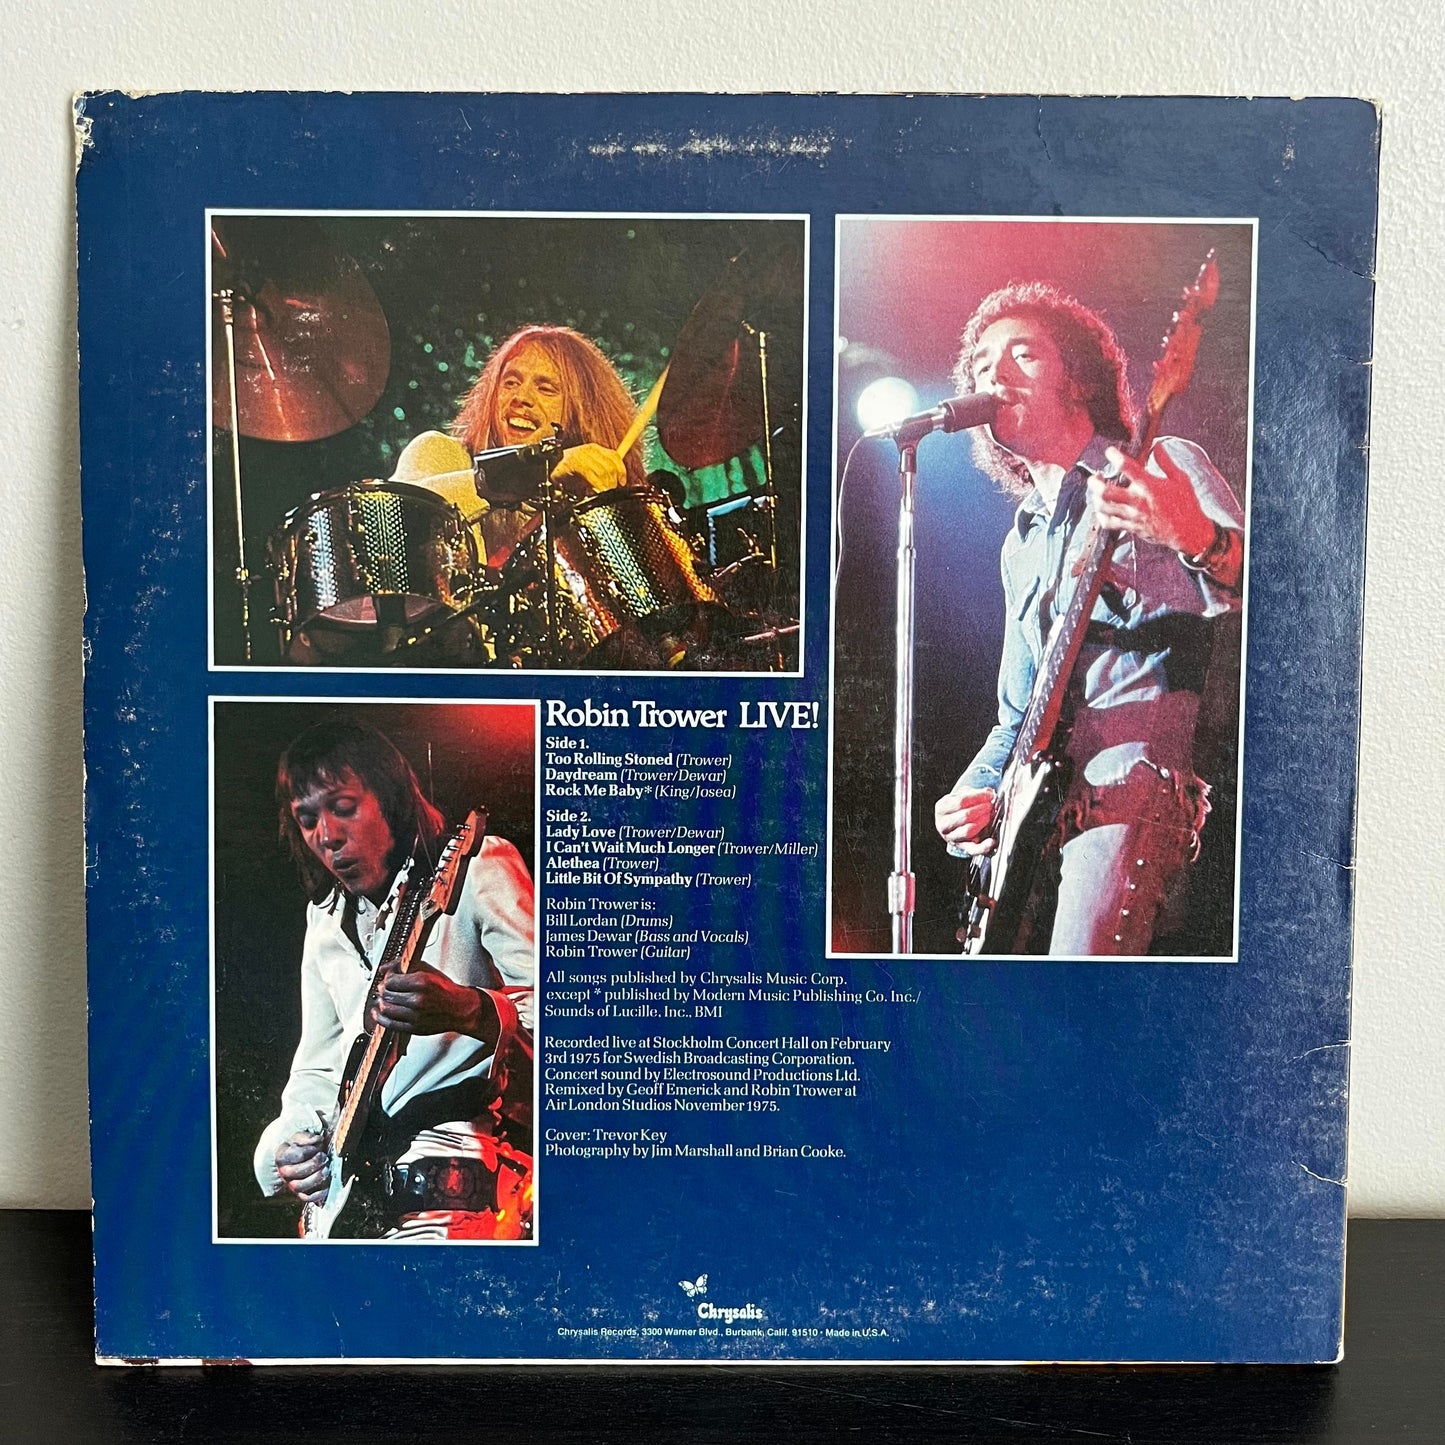 Robin Trower LIVE!
Side 1.
Too Rolling Stoned (Trower)
Daydream (Trower/Dewar)
Rock Me Baby* (King/Josea)
Side 2.
Lady Love (Trower/Dewar)
I Can't Wait Much Longer (Trower/Miller)
Alethea (Trower)
Little Bit Of Sympathy (Trower)
Robin Trower is:
Bill Lordan (Drums)
James Dewar (Bass and Vocals)
Robin Trower (Guitar)
All songs published by Chrysalis Music Corp.
except * published by Modern Music Publishing Co. Inc./
Sounds of Lucille, Inc., BMI
Recorded live at Stockholm Concert Hall on February
3rd 1975 for Swedish Broadcasting Corporation.
Concert sound by Electrosound Productions Ltd.
Remixed by Geoff Emerick and Robin Trower at
Air London Studios November 1975.
Cover: Trevor Key
Photography by Jim Marshall and Brian Cooke.
Chrysalis
Chrysalis Records, 3300 Warner Blvd., Burbank, Calif. 91510 · Made in U.S.A.